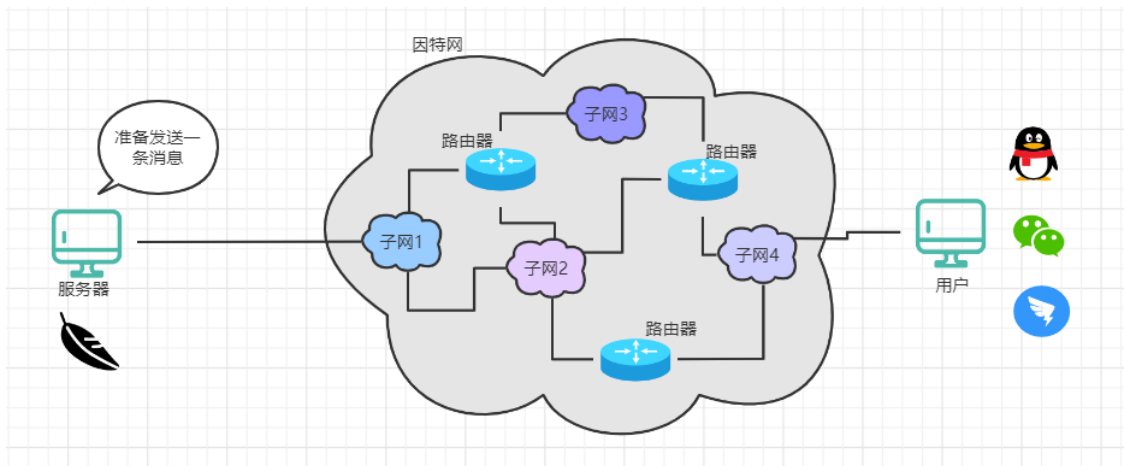 因特网
准备发送一
条消息
子网3
路由器
路由器
子网1
子网2
子网4
服务器
用户
路由器